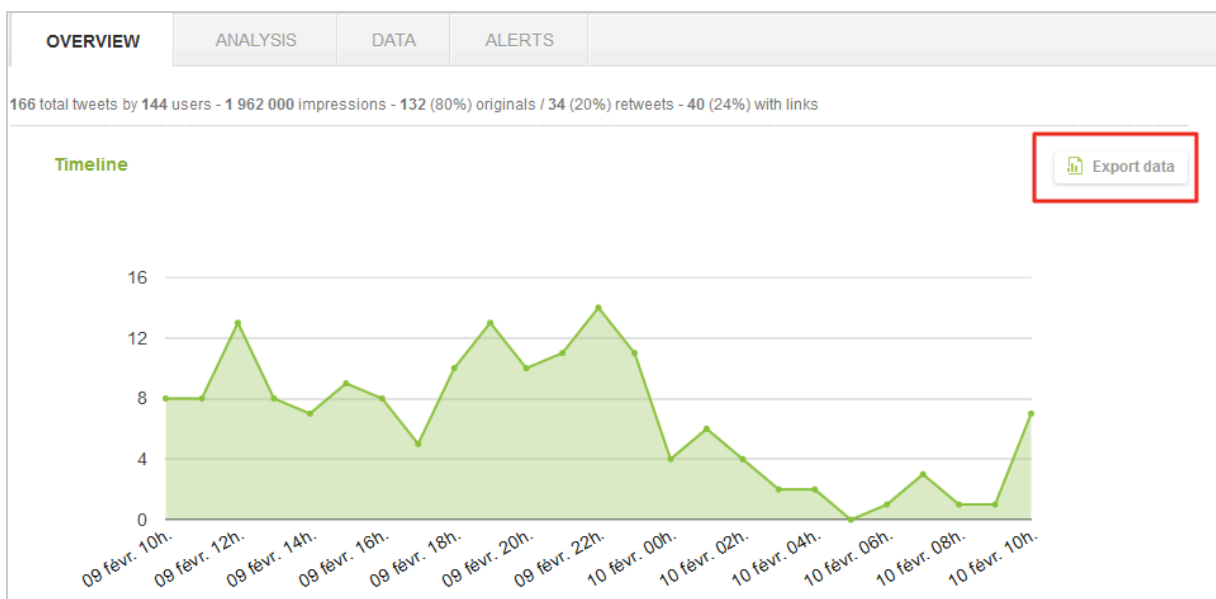 OVERVIEW ANALYSIS DATA ALERTS
166 total tweets by 144 users - 1 962 000 impressions - 132 (80%) originals / 34 (20%) retweets - 40 (24%) with links
Timeline
Export data
16
12
8
4
0
09 févr. 10h. 09 févr. 12h. 09 févr. 14h. 09 févr. 16h. 09 févr. 18h. 09 févr. 20h. 09 févr. 22h. 10 févr. 00h. 10 févr. 02h. 10 févr. 04h. 10 févr. 06h. 10 févr. 08h. 10 févr. 10h.